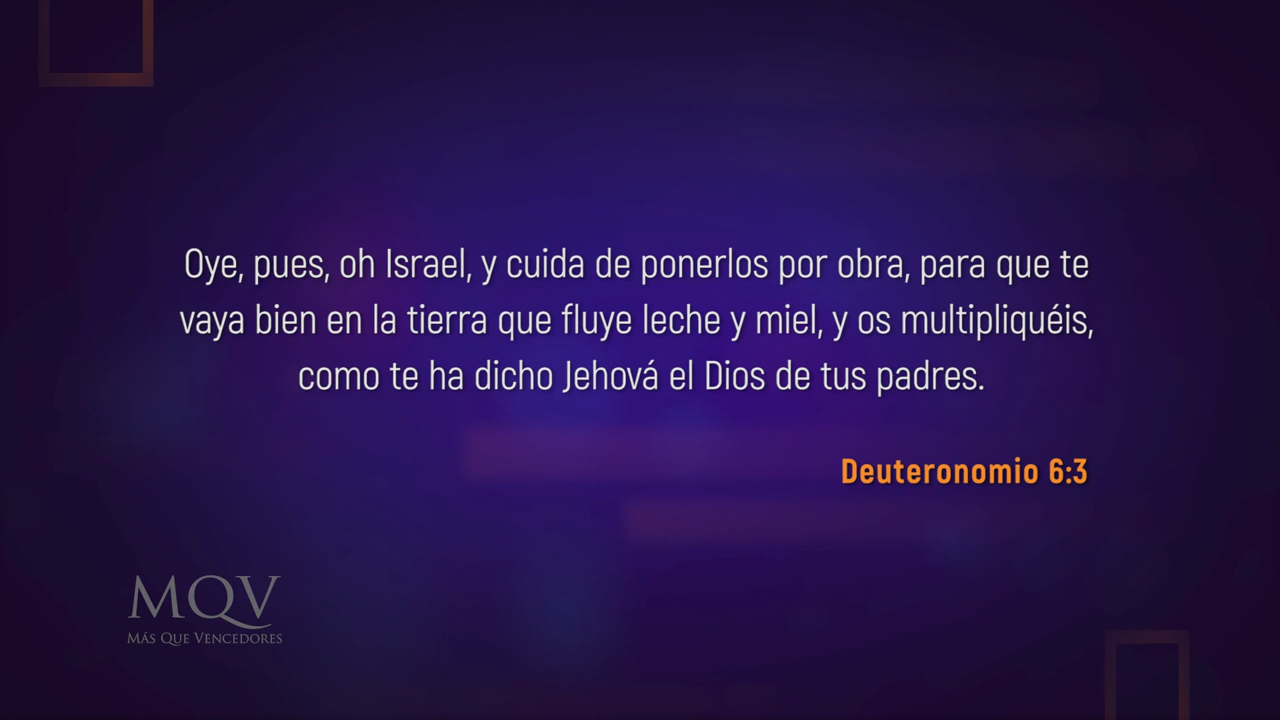 Oye, pues, oh Israel, y cuida de ponerlos por obra, para que te
vaya bien en la tierra que fluye leche y miel, y os multipliquéis,
como te ha dicho Jehová el Dios de tus padres.
Deuteronomio 6:3
MQV
MÁS QUE VENCEDORES